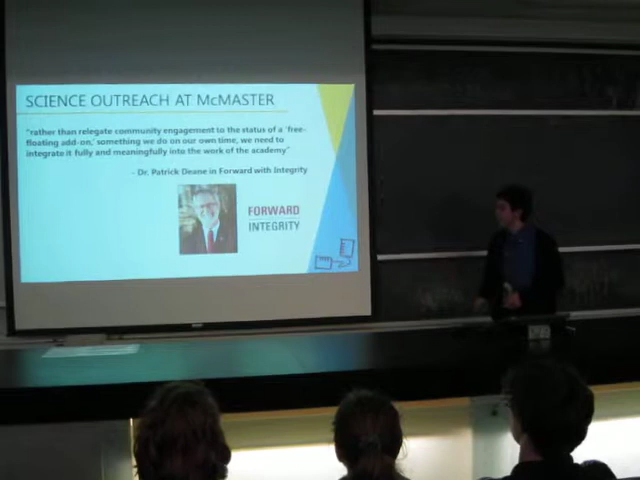 SCIENCE OUTREACH AT McMASTER
"rather than relegate community engagement to the status of a 'free-
floating add-on,' something we do on our own time, we need to
integrate it fully and meaningfully into the work of the academy"
- Dr. Patrick Deane in Forward with Integrity
FORWARD
INTEGRITY